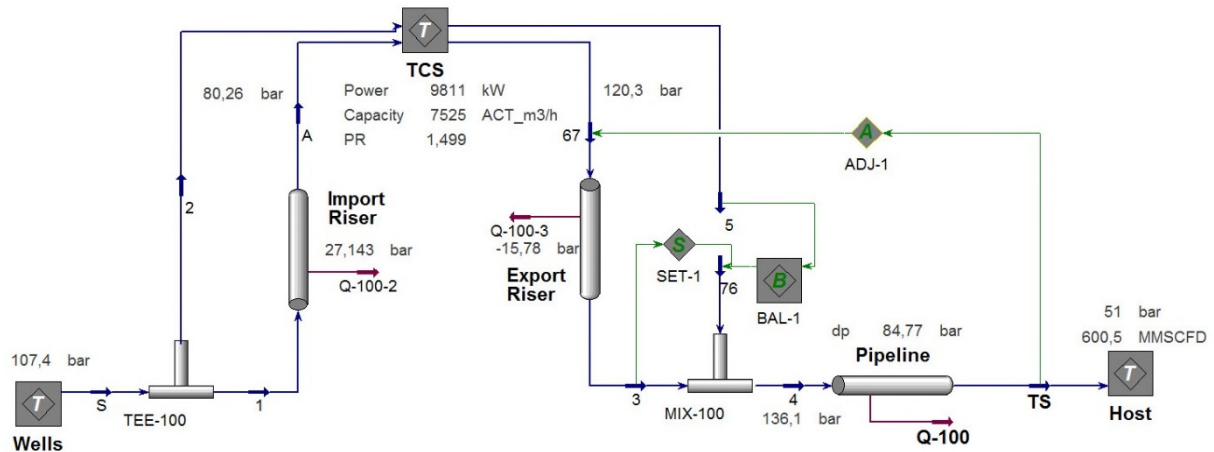 T
TCS
80,26 bar
Power 9811 kW
Capacity 7525 ACT_m3/h
PR 1,499
120,3 bar
A
67
A
ADJ-1
2
Import
Riser
27,143 bar
Q-100-2
Q-100-3
-15,78 bar
Export
Riser
5
S
SET-1
76
B
BAL-1
107,4 bar
T
Wells
S
TEE-100
1
3
MIX-100
4
136,1 bar
dp 84,77 bar
Pipeline
Q-100
TS
51 bar
600,5 MMSCFD
T
Host